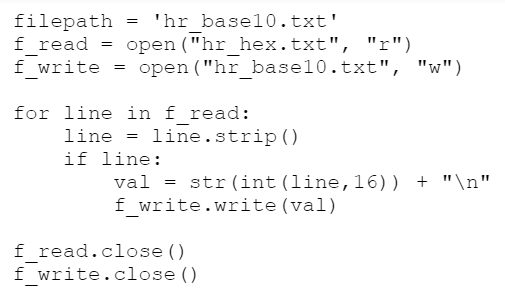 filepath = 'hr_base10.txt'
f_read = open("hr_hex.txt", "r")
f_write = open("hr_base10.txt", "w")

for line in f_read:
    line = line.strip()
    if line:
        val = str(int(line,16)) + "\n"
        f_write.write(val)

f_read.close()
f_write.close()